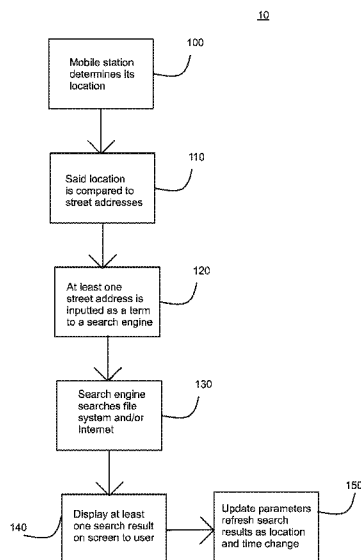 10
100
Mobile station
determines its
location
110
Said location
is compared to
street addresses
120
At least one
street address is
inputted as a term
to a search engine
130
Search engine
searches file
system and/or
Internet
140
Display at least
one search result
on screen to user
150
Update parameters
refresh search
results as location
and time change